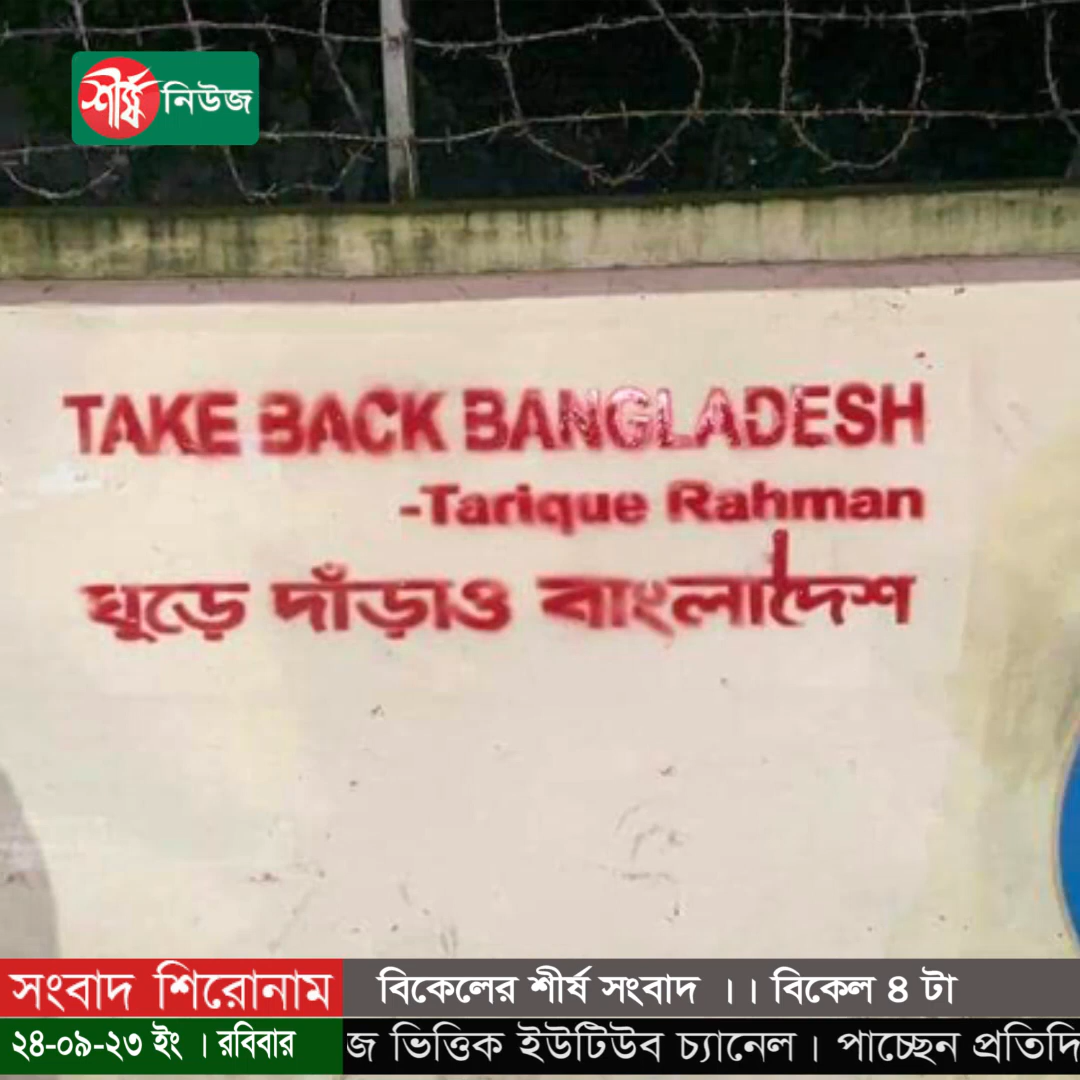 শীর্ষ নিউজ
TAKE BACK BANGLADESH
-Tarique Rahman
ঘুড়ে দাঁড়াও বাংলাদেশ
সংবাদ শিরোনাম
বিকেলের শীর্ষ সংবাদ ।। বিকেল ৪ টা
২৪-০৯-২৩ ইং । রবিবার
জ ভিত্তিক ইউটিউব চ্যানেল। পাচ্ছেন প্রতিদি